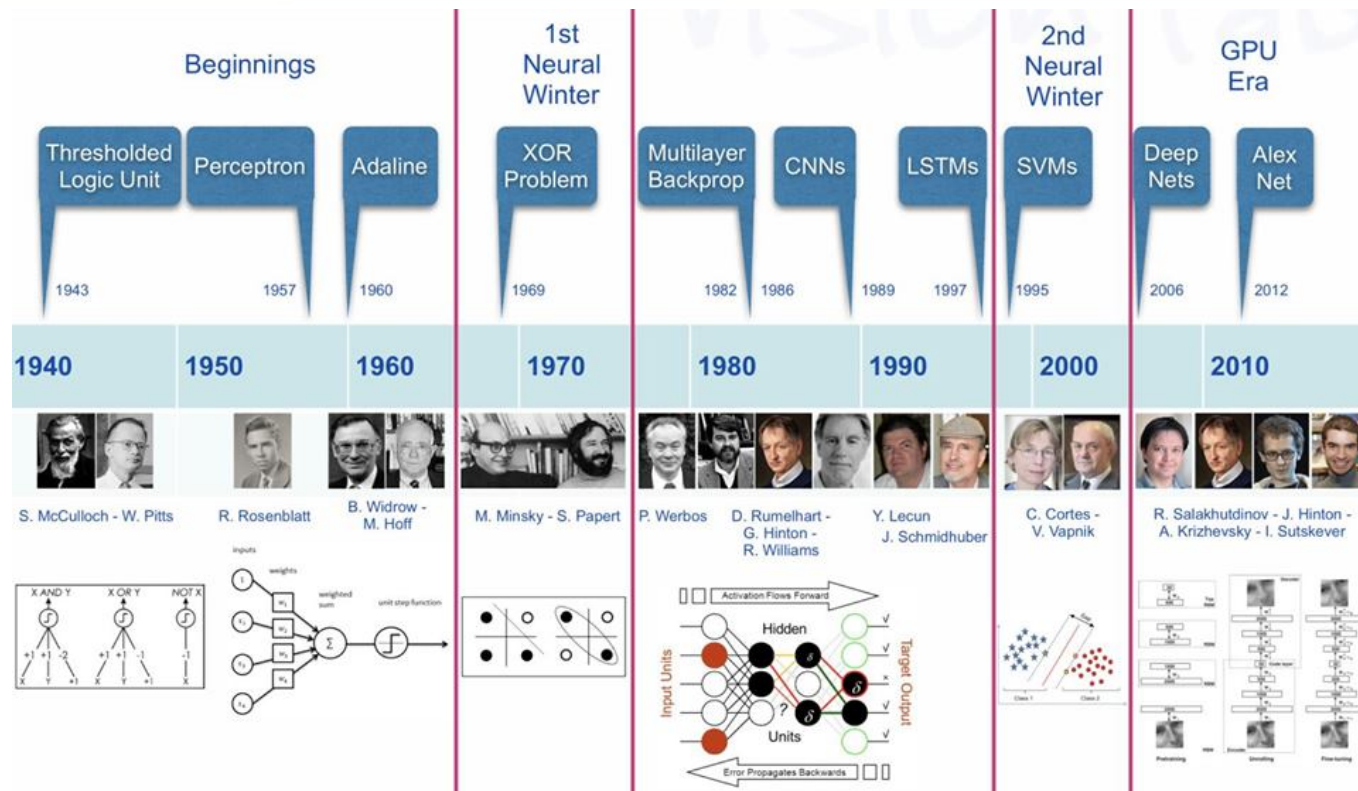 Beginnings
1st
Neural
Winter
2nd
Neural
Winter
GPU
Era
Thresholded
Logic Unit
Perceptron
Adaline
XOR
Problem
Multilayer
Backprop
CNNs
LSTMs
SVMs
Deep
Nets
Alex
Net
1943
1957
1960
1969
1982
1986
1989
1997
1995
2006
2012
1940
1950
1960
1970
1980
1990
2000
2010
S. McCulloch - W. Pitts
R. Rosenblatt
B. Widrow -
M. Hoff
M. Minsky - S. Papert
P. Werbos
D. Rumelhart -
G. Hinton -
R. Williams
Y. Lecun
J. Schmidhuber
C. Cortes -
V. Vapnik
R. Salakhutdinov - J. Hinton -
A. Krizhevsky - I. Sutskever
X AND Y
X OR Y
NOT X
+1 +1 -2
+1 +1 -1
-1
X Y +1
X Y +1
X
inputs
weights
weighted
sum
unit step function
1
Σ
Activation Flows Forward
Hidden
Input Units
Target Output
δ
δ
δ
?
Units
Error Propagates Backwards
Class 1
Class 2
Decoder
Code layer
Encoder
Pretraining
Unrolling
Fine-tuning